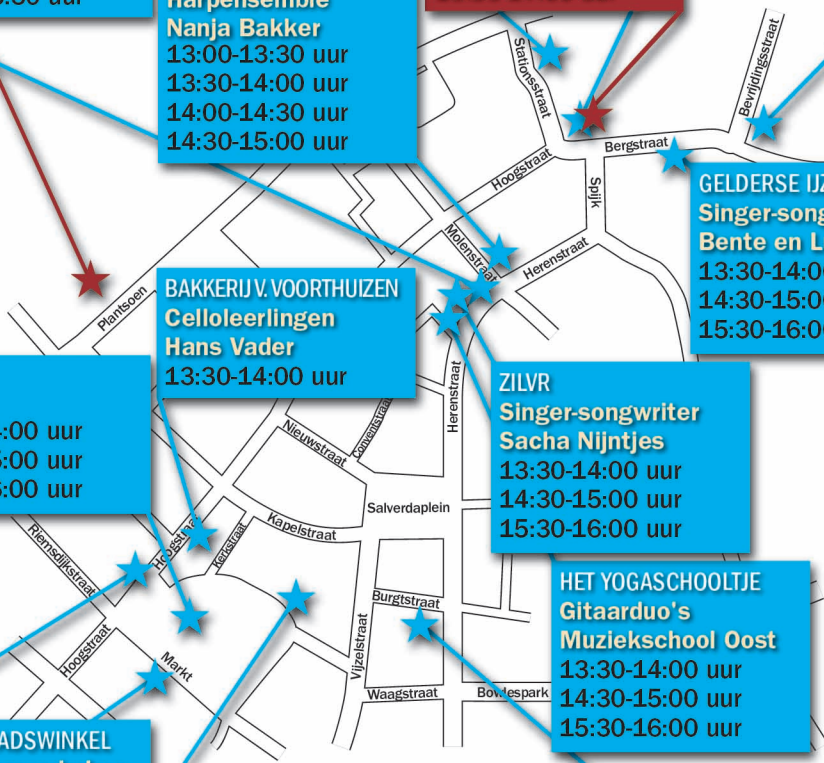 Harpensemble
Nanja Bakker
13:00-13:30 uur
13:30-14:00 uur
14:00-14:30 uur
14:30-15:00 uur
Stationsstraat
Bevrijdingsstraat
Bergstraat
Hoogstraat
Spijk
Molenstraat
Herenstraat
GELDERSE IJZ
Singer-song
Bente en L
13:30-14:0
14:30-15:0
15:30-16:0
Plantsoen
BAKKERIJ V. VOORTHUIZEN
Celloleerlingen
Hans Vader
13:30-14:00 uur
:00 uur
:00 uur
:00 uur
Herenstraat
Conventstraat
Nieuwstraat
ZILVR
Singer-songwriter
Sacha Nijntjes
13:30-14:00 uur
14:30-15:00 uur
15:30-16:00 uur
Salverdaplein
Kapelstraat
Kerkstraat
Hoogstraat
Riemsdijkstraat
HET YOGASCHOOLTJE
Gitaarduo's
Muziekschool Oost
13:30-14:00 uur
14:30-15:00 uur
15:30-16:00 uur
Burgtstraat
Vijzelstraat
Hoogstraat
Markt
Waagstraat
Bowlespark
ADSWINKEL